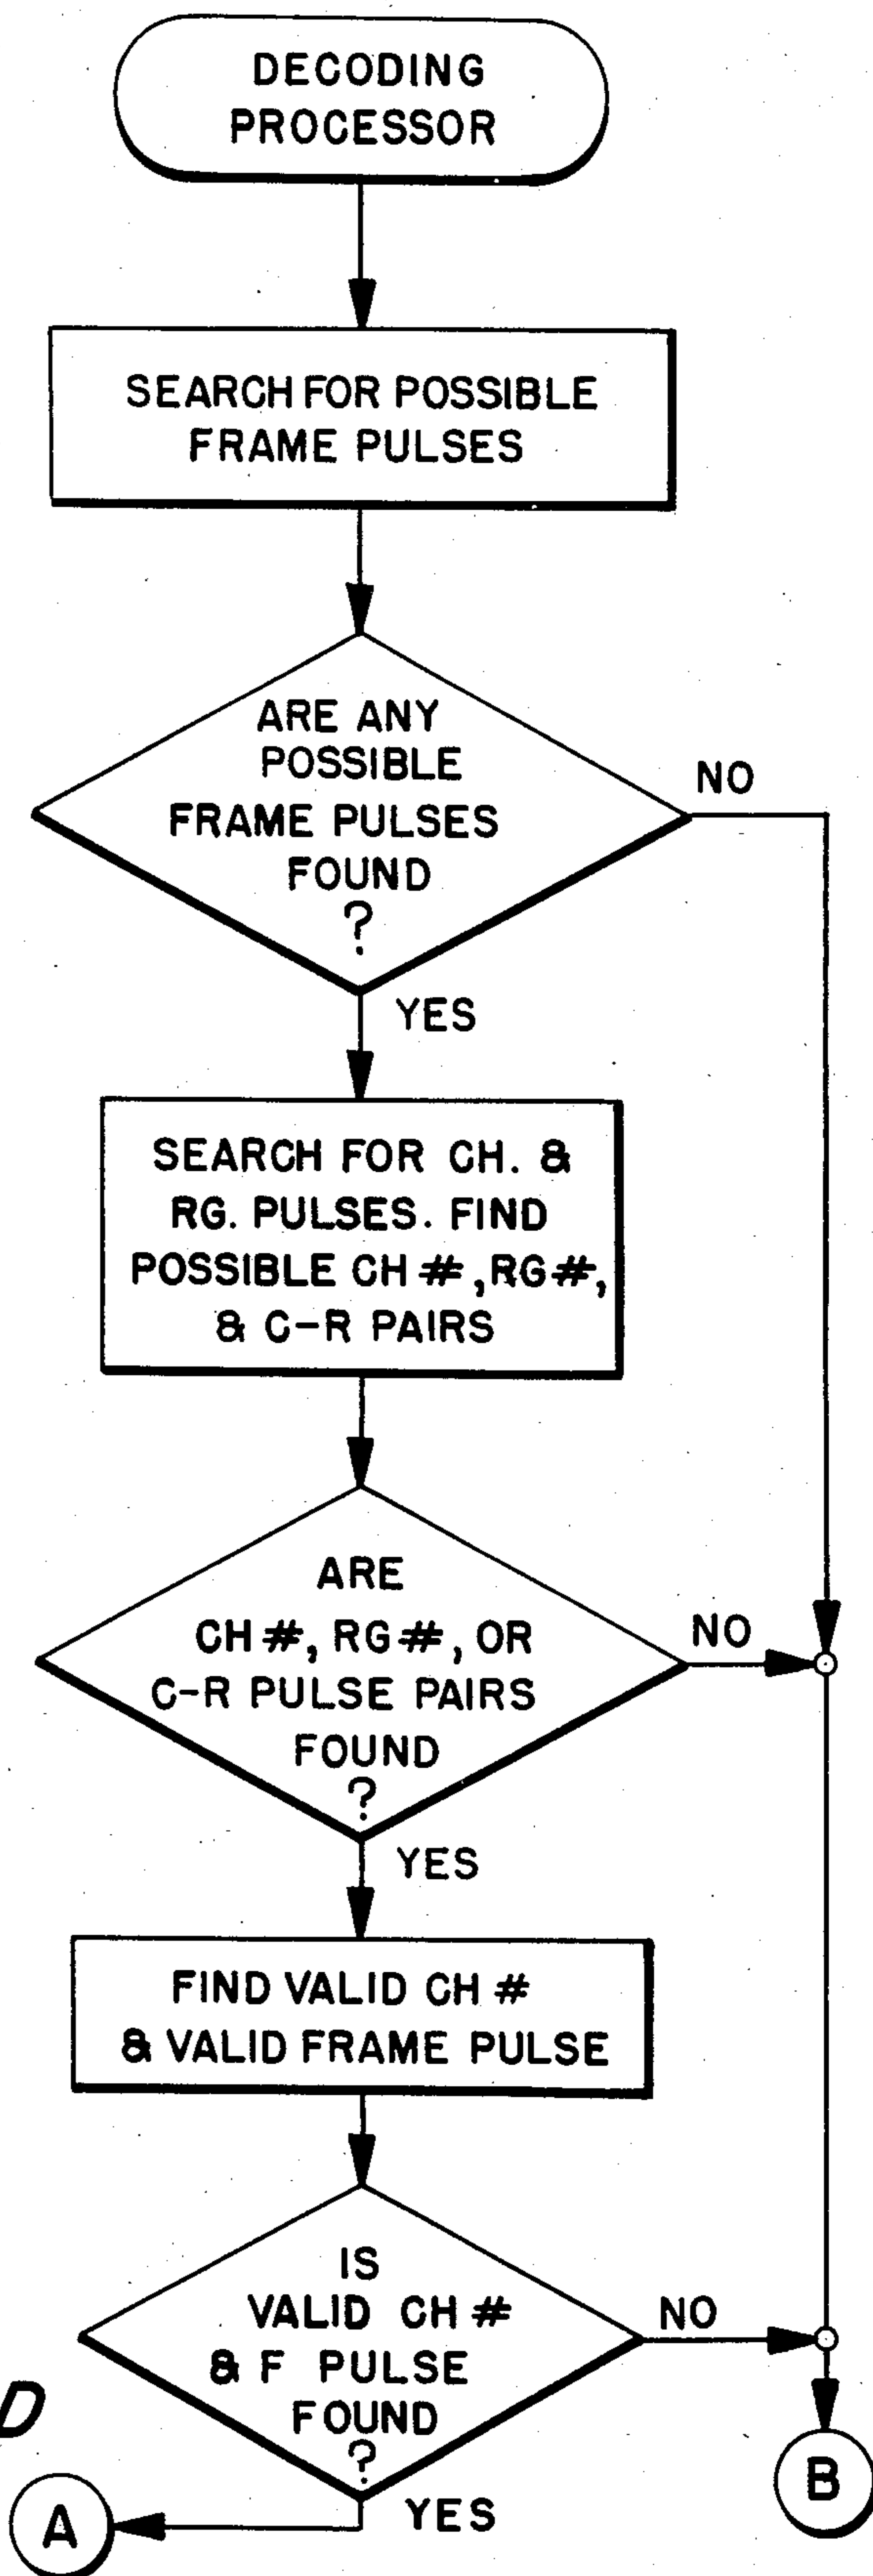 DECODING
PROCESSOR
SEARCH FOR POSSIBLE
FRAME PULSES
ARE ANY
POSSIBLE
FRAME PULSES
FOUND
?
NO
YES
SEARCH FOR CH. &
RG. PULSES. FIND
POSSIBLE CH #, RG #,
& C-R PAIRS
ARE
CH #, RG #, OR
C-R PULSE PAIRS
FOUND
?
NO
YES
FIND VALID CH #
& VALID FRAME PULSE
IS
VALID CH #
& F PULSE
FOUND
?
NO
YES
D
A
B